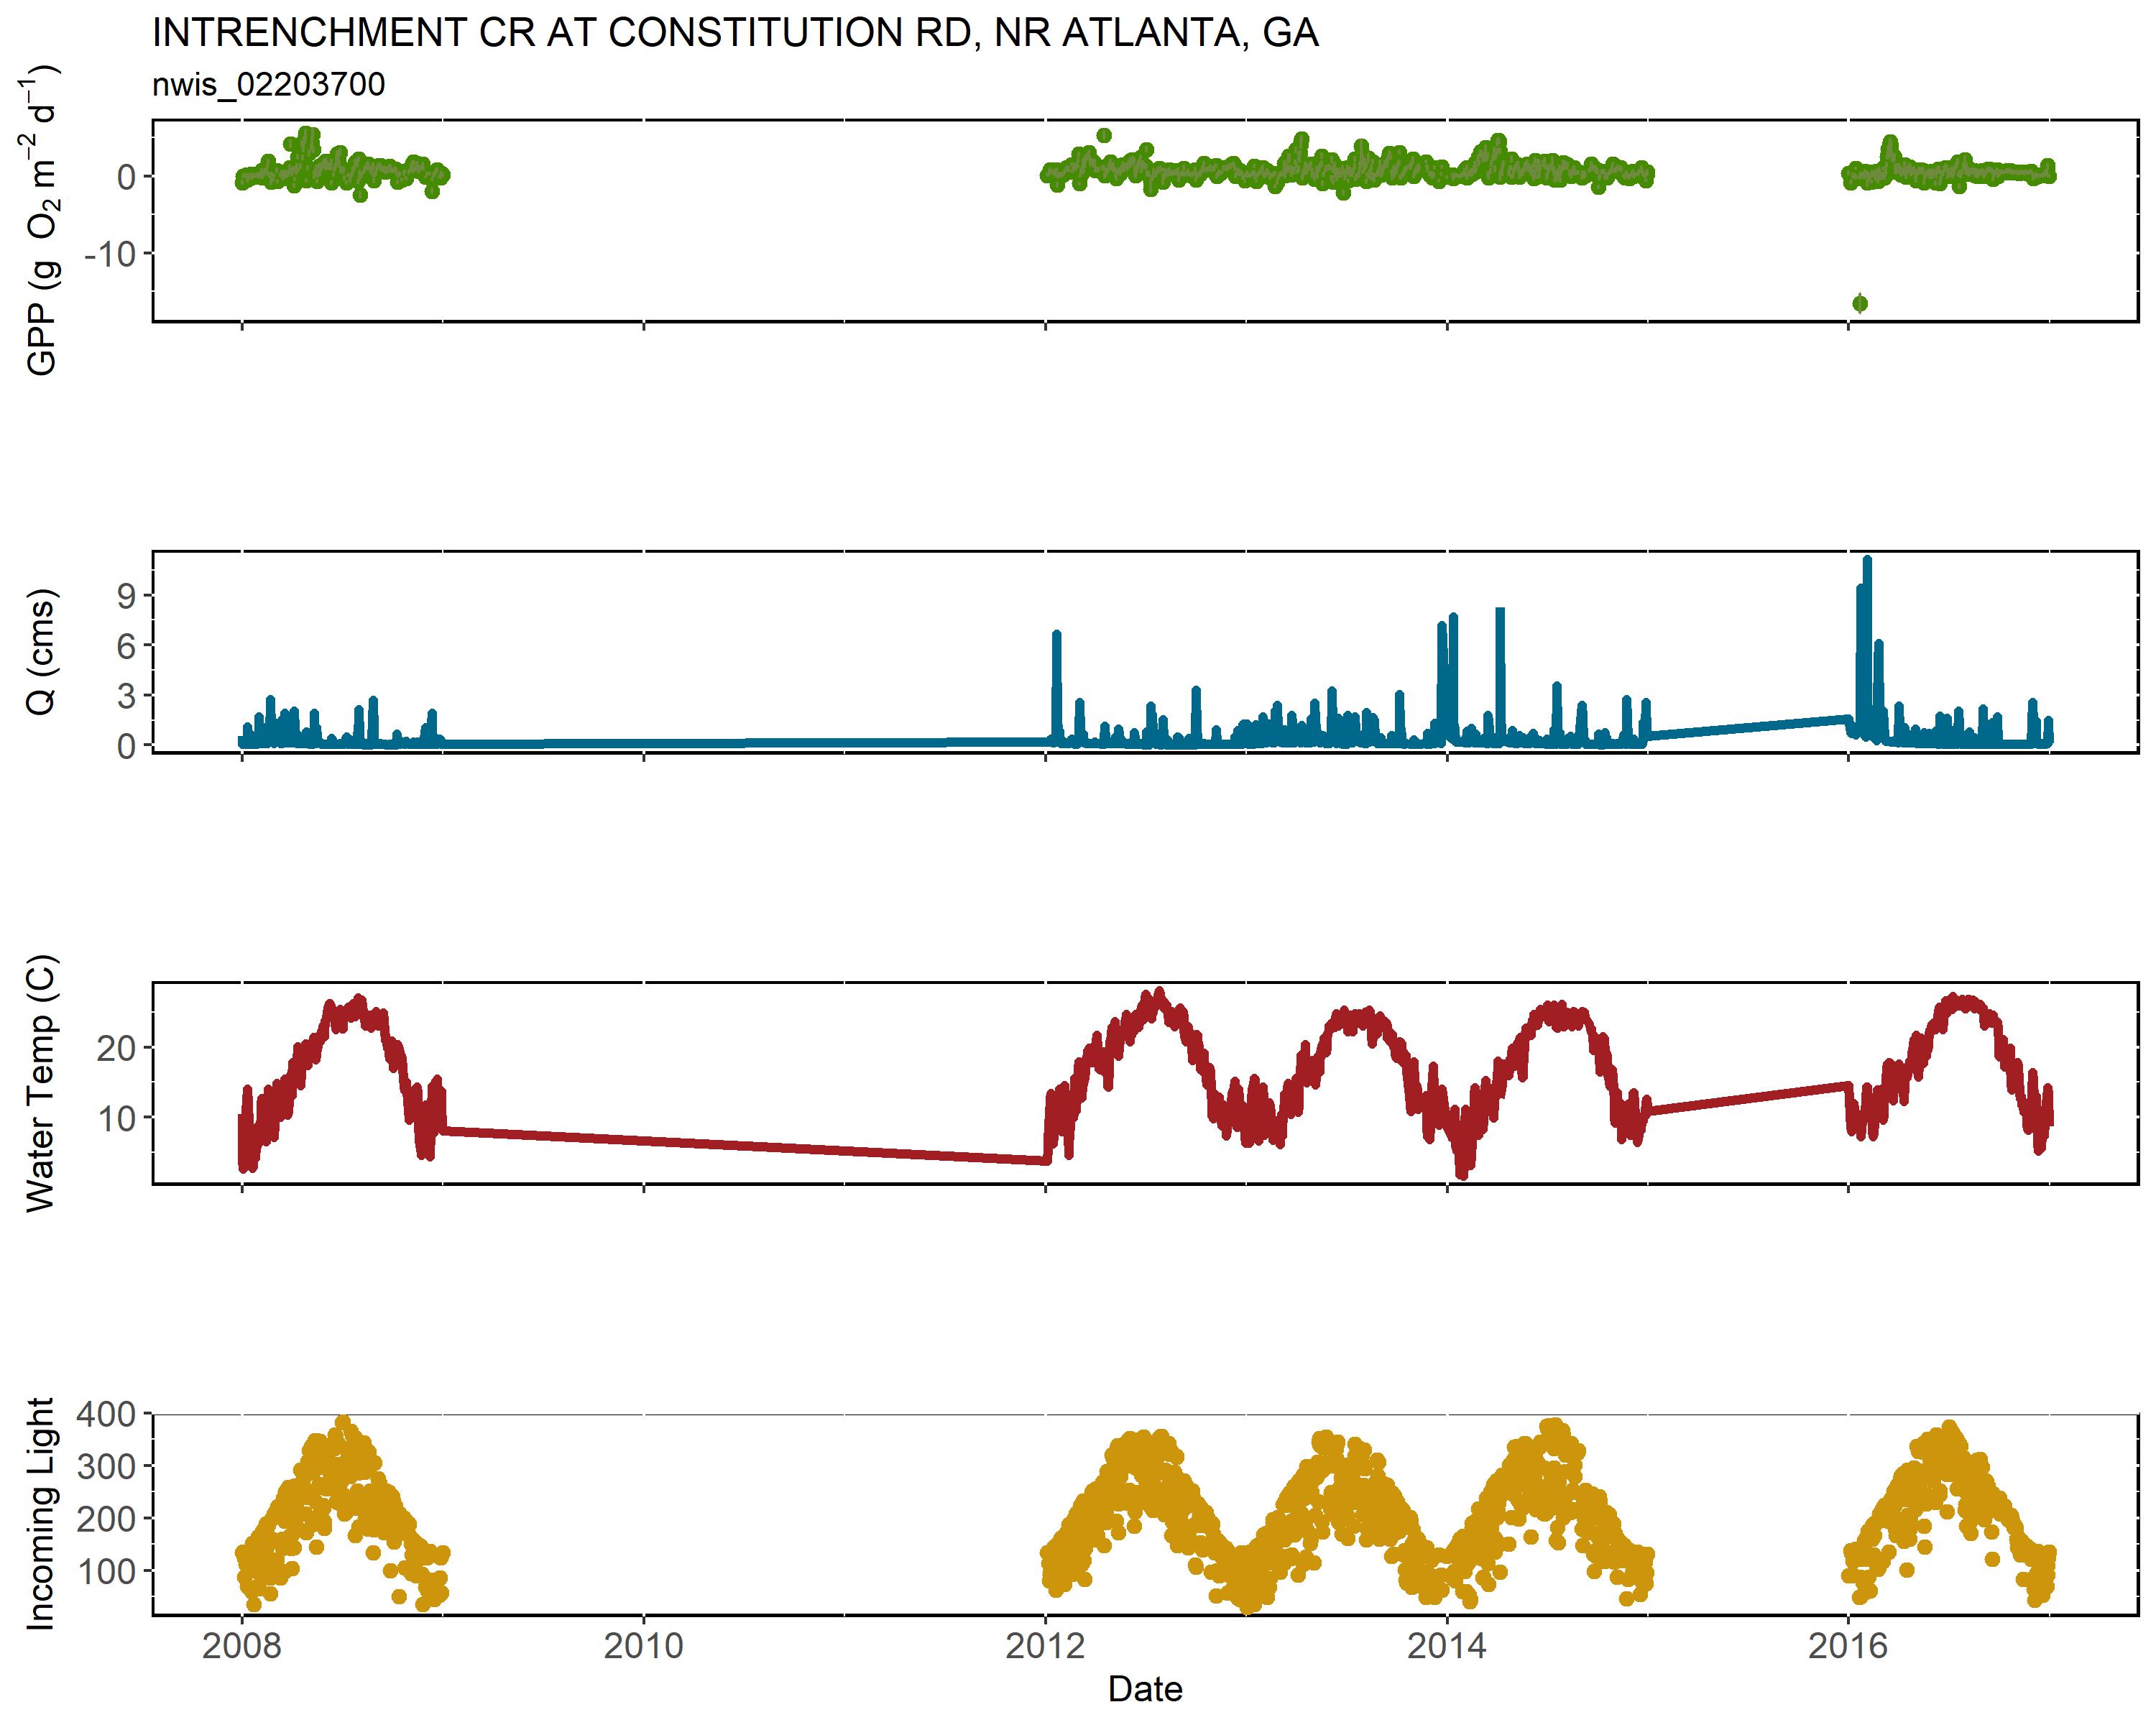 INTRENCHMENT CR AT CONSTITUTION RD, NR ATLANTA, GA
nwis_02203700
GPP (g O₂ m⁻² d⁻¹)
0
-10
Q (cms)
9
6
3
0
Water Temp (C)
20
10
Incoming Light
400
300
200
100
2008 2010 2012 2014 2016
Date